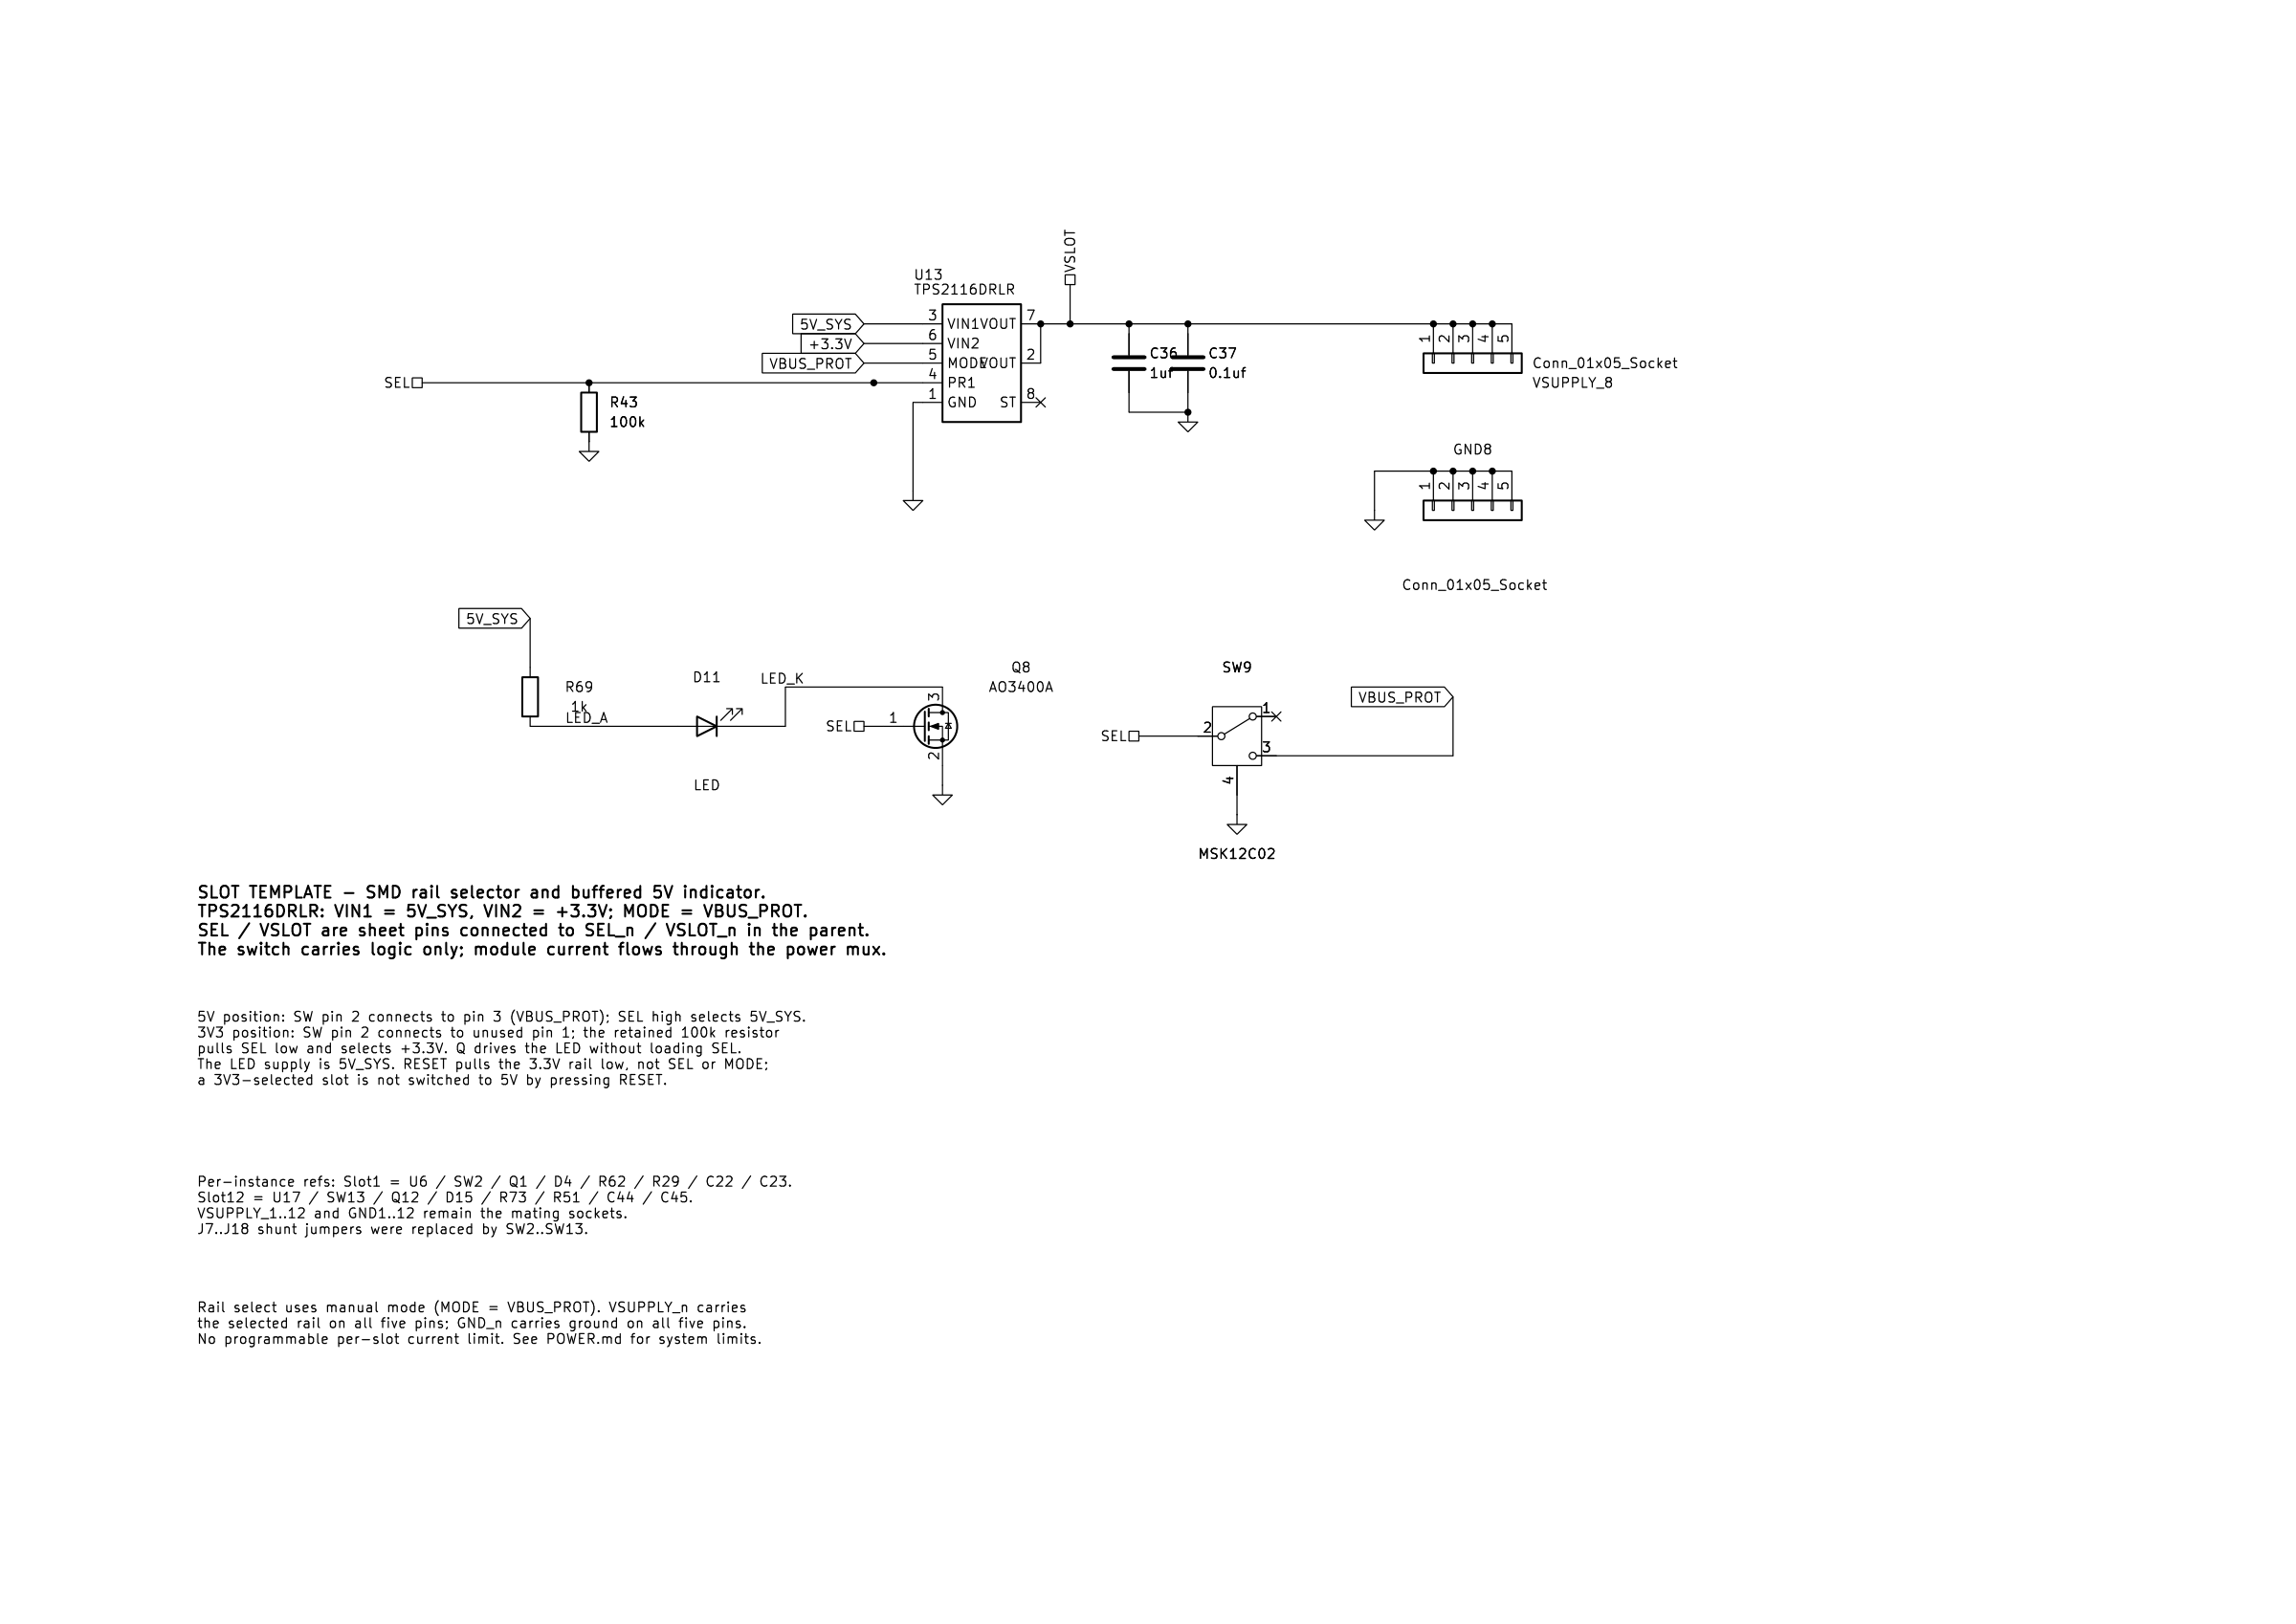 VSLOT
U13
TPS2116DRLR
5V_SYS
3
VIN1
VOUT
7
+3.3V
6
VIN2
VBUS_PROT
5
MODE
VOUT
2
SEL
4
PR1
1
GND
ST
8
R43
100k
C36
1uf
C37
0.1uf
1
2
3
4
5
Conn_01x05_Socket
VSUPPLY_8
GND8
1
2
3
4
5
Conn_01x05_Socket
5V_SYS
R69
1k
LED_A
D11
LED
LED_K
SEL
1
3
2
Q8
AO3400A
SW9
SEL
2
1
3
4
VBUS_PROT
MSK12C02
SLOT TEMPLATE – SMD rail selector and buffered 5V indicator.
TPS2116DRLR: VIN1 = 5V_SYS, VIN2 = +3.3V; MODE = VBUS_PROT.
SEL / VSLOT are sheet pins connected to SEL_n / VSLOT_n in the parent.
The switch carries logic only; module current flows through the power mux.
5V position: SW pin 2 connects to pin 3 (VBUS_PROT); SEL high selects 5V_SYS.
3V3 position: SW pin 2 connects to unused pin 1; the retained 100k resistor
pulls SEL low and selects +3.3V. Q drives the LED without loading SEL.
The LED supply is 5V_SYS. RESET pulls the 3.3V rail low, not SEL or MODE;
a 3V3-selected slot is not switched to 5V by pressing RESET.
Per-instance refs: Slot1 = U6 / SW2 / Q1 / D4 / R62 / R29 / C22 / C23.
Slot12 = U17 / SW13 / Q12 / D15 / R73 / R51 / C44 / C45.
VSUPPLY_1..12 and GND1..12 remain the mating sockets.
J7..J18 shunt jumpers were replaced by SW2..SW13.
Rail select uses manual mode (MODE = VBUS_PROT). VSUPPLY_n carries
the selected rail on all five pins; GND_n carries ground on all five pins.
No programmable per-slot current limit. See POWER.md for system limits.